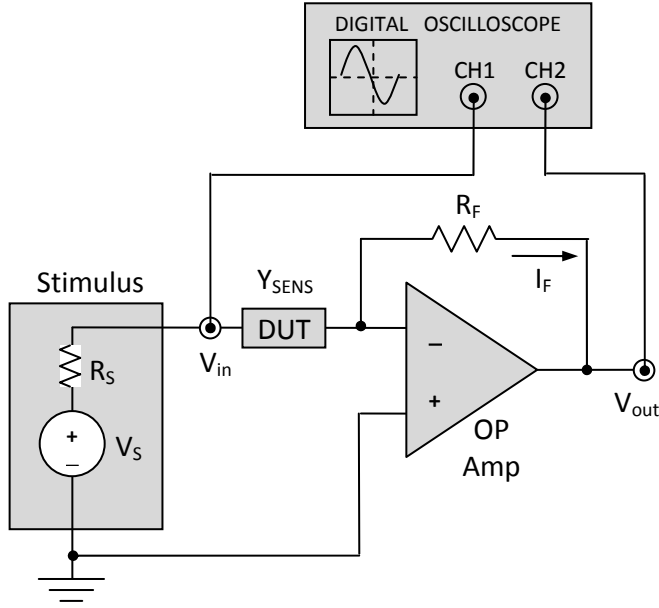 DIGITAL OSCILLOSCOPE
CH1 CH2
R_F
I_F
Stimulus
Y_SENS
DUT
V_in
R_S
+
V_S
−
−
+
OP
Amp
V_out